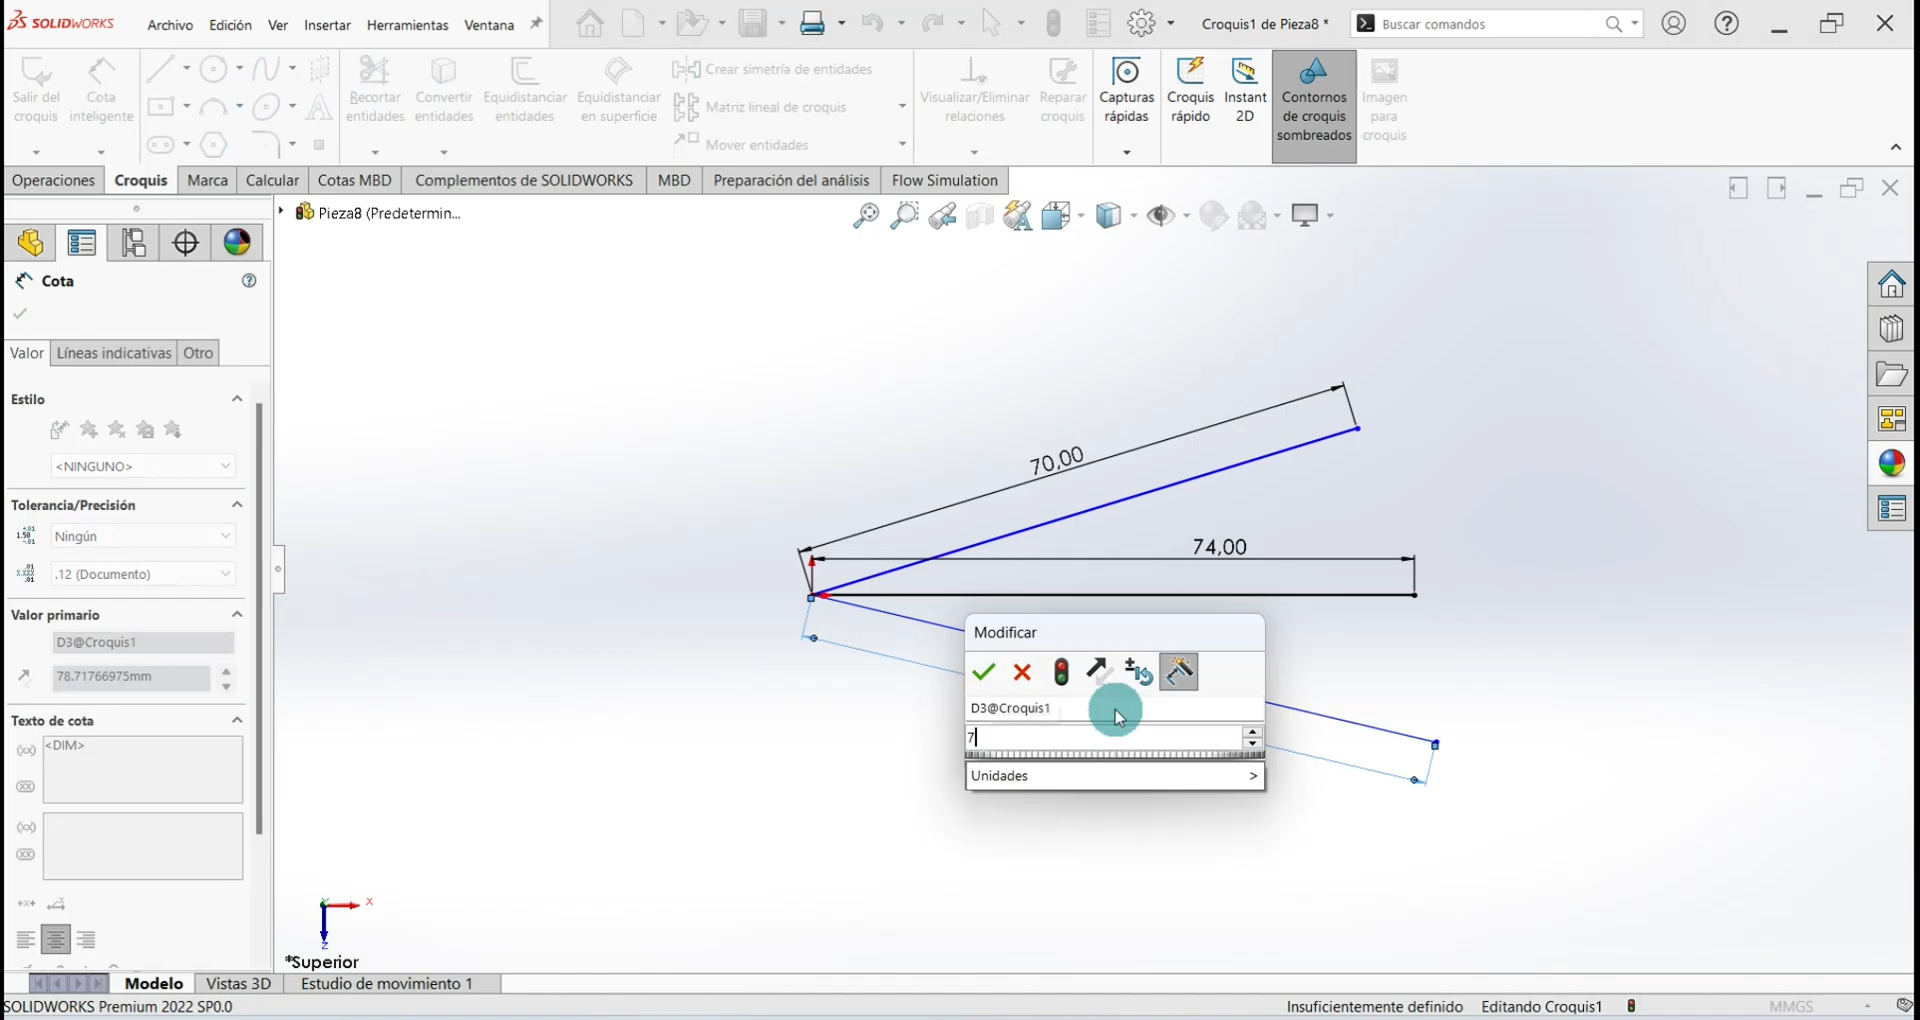 SOLIDWORKS
Archivo Edición Ver Insertar Herramientas Ventana
Croquis1 de Pieza8 *
Buscar comandos
Salir del croquis
Cota inteligente
Recortar entidades
Convertir entidades
Equidistanciar entidades
Equidistanciar en superficie
Crear simetría de entidades
Matriz lineal de croquis
Mover entidades
Visualizar/Eliminar relaciones
Reparar croquis
Capturas rápidas
Croquis rápido
Instant 2D
Contornos de croquis sombreados
Imagen para croquis
Operaciones Croquis Marca Calcular Cotas MBD Complementos de SOLIDWORKS MBD Preparación del análisis Flow Simulation
Pieza8 (Predetermin...
Cota
Valor Líneas indicativas Otro
Estilo
<NINGUNO>
Tolerancia/Precisión
Ningún
.12 (Documento)
Valor primario
D3@Croquis1
78.71766975mm
Texto de cota
<DIM>
70,00
74,00
Modificar
D3@Croquis1
7
Unidades >
x
z
*Superior
Modelo Vistas 3D Estudio de movimiento 1
SOLIDWORKS Premium 2022 SP0.0
Insuficientemente definido Editando Croquis1 MMGS